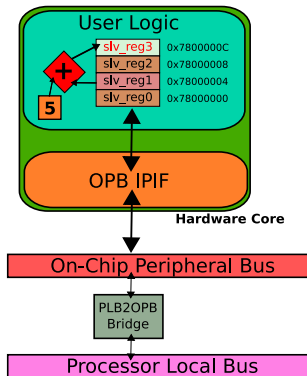 User Logic
slv_reg3 0x7800000C
slv_reg2 0x78000008
slv_reg1 0x78000004
slv_reg0 0x78000000
+
5
OPB IPIF
Hardware Core
On-Chip Peripheral Bus
PLB2OPB
Bridge
Processor Local Bus